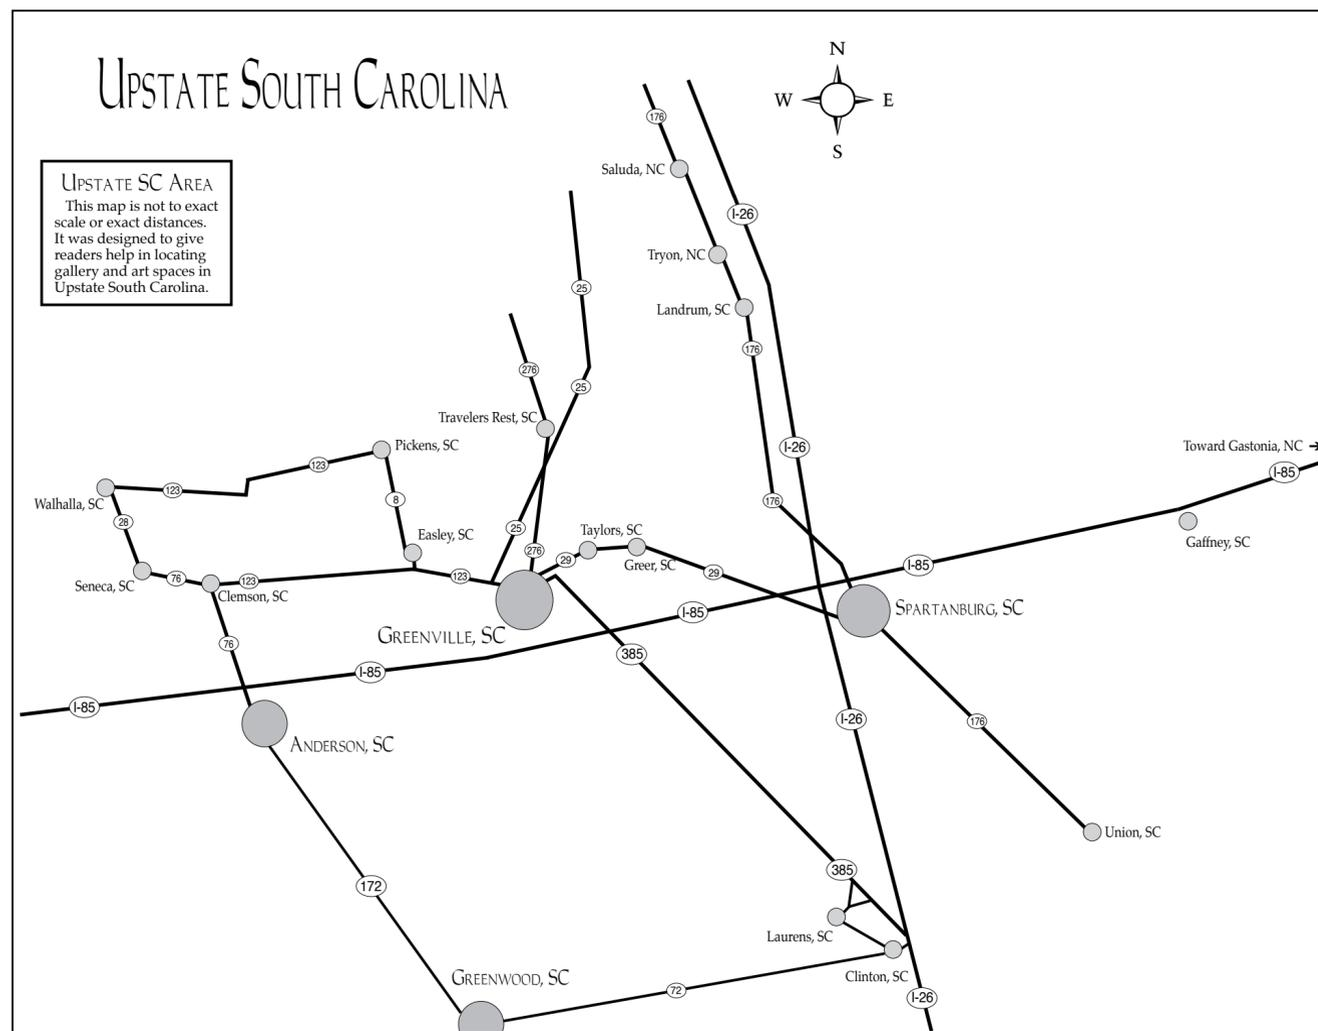 Upstate South Carolina
N
W E
S
Upstate SC Area
This map is not to exact
scale or exact distances.
It was designed to give
readers help in locating
gallery and art spaces in
Upstate South Carolina.
176
Saluda, NC
I-26
Tryon, NC
25
Landrum, SC
176
276
25
Travelers Rest, SC
Pickens, SC
I-26
Toward Gastonia, NC →
123
I-85
Walhalla, SC
123
8
176
28
25
Gaffney, SC
Easley, SC
Taylors, SC
276
29
Greer, SC
29
I-85
Seneca, SC
76
123
123
Clemson, SC
I-85
Spartanburg, SC
Greenville, SC
76
385
I-85
I-85
I-26
176
Anderson, SC
Union, SC
385
172
Laurens, SC
Clinton, SC
Greenwood, SC
72
I-26